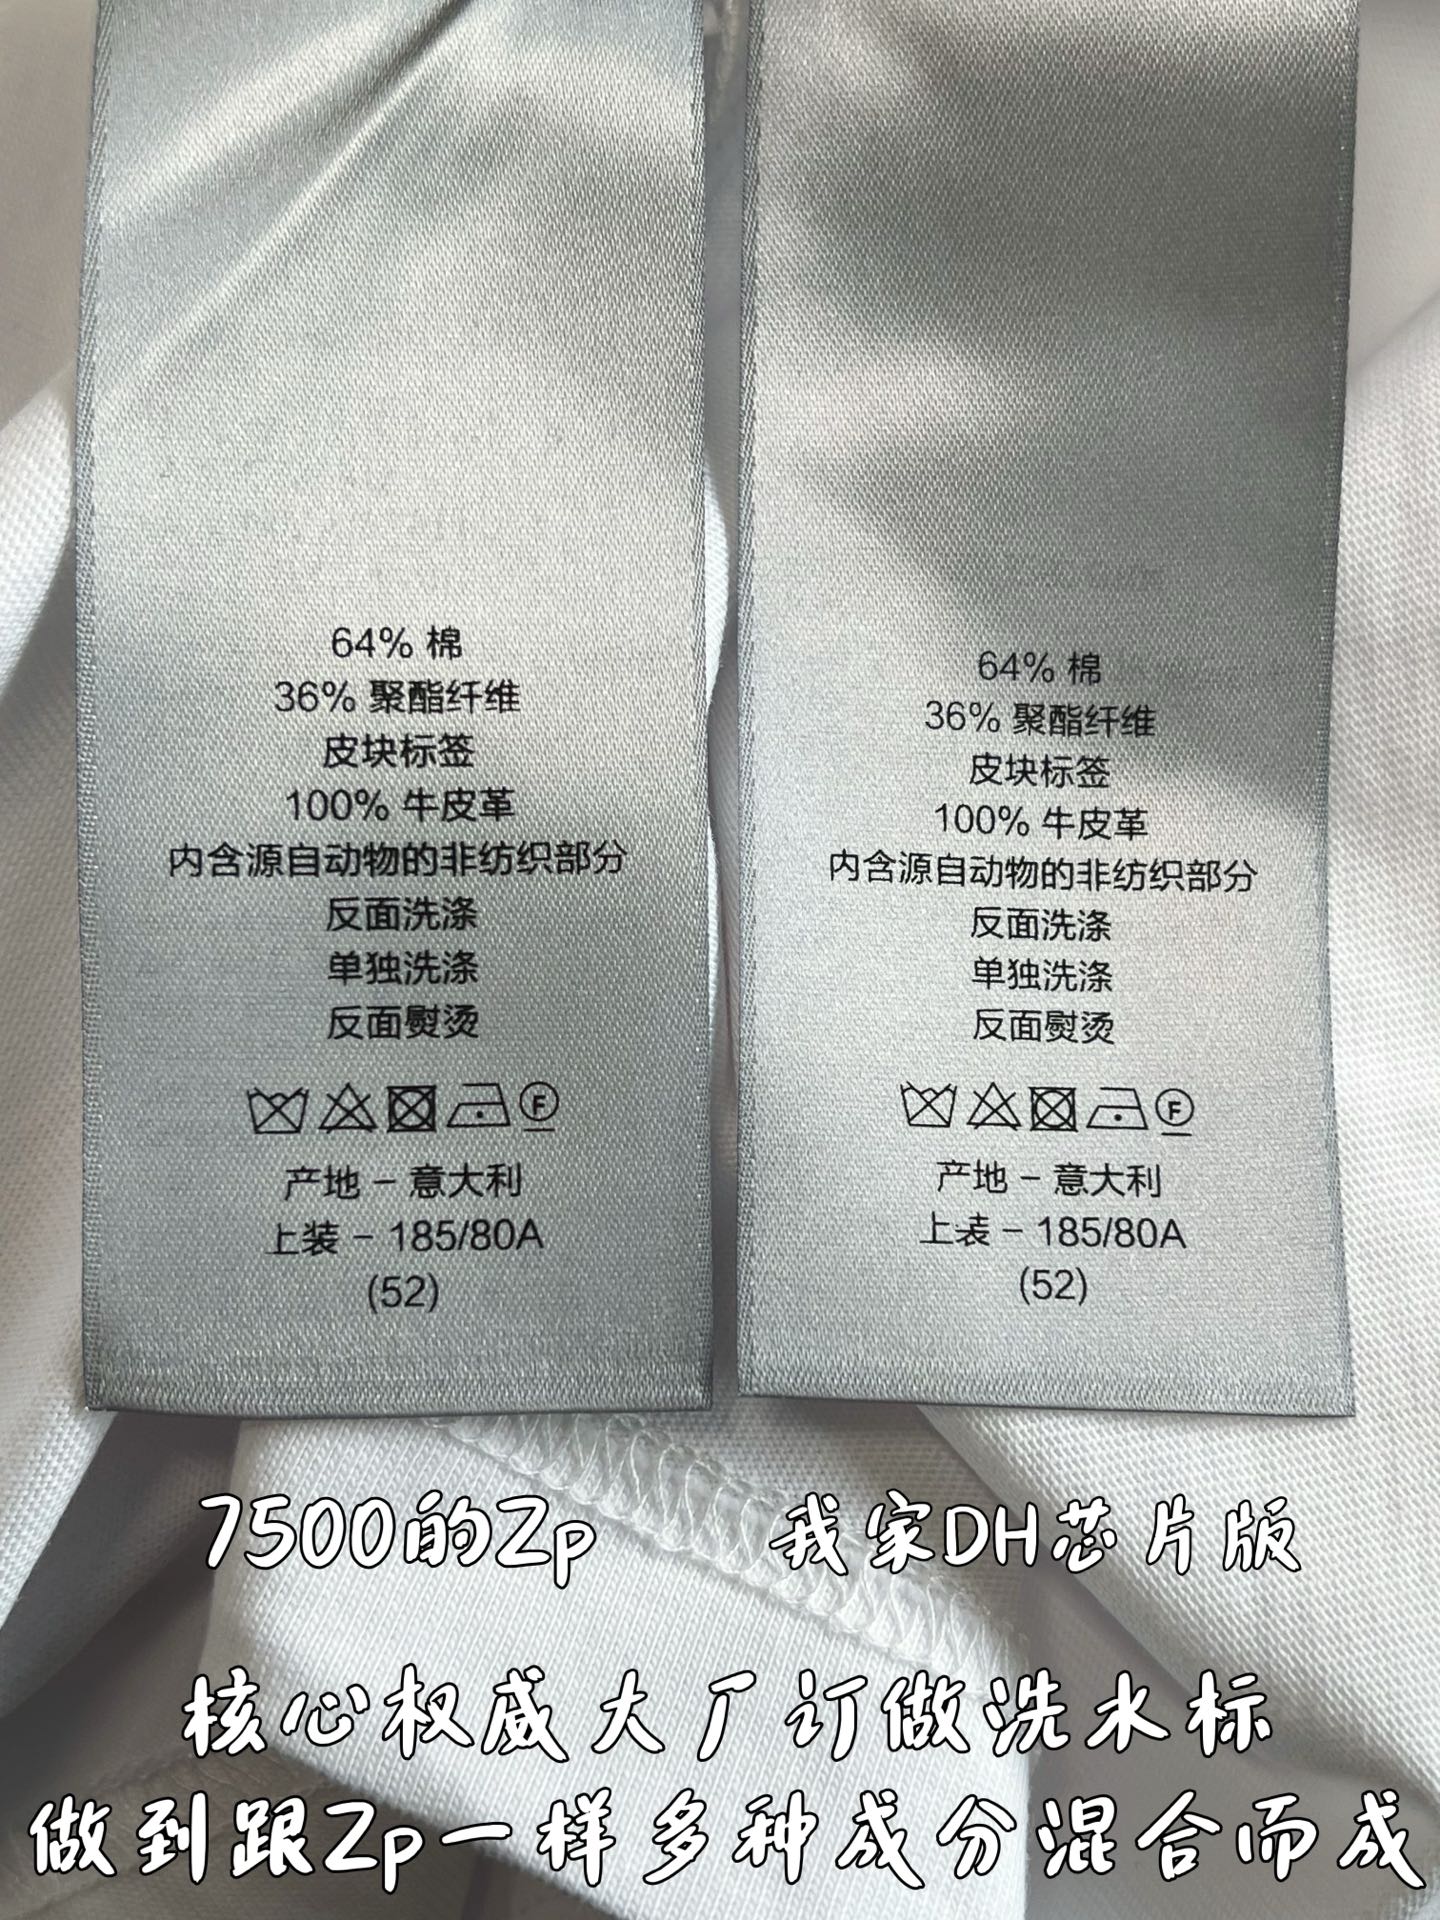 64% 棉
36% 聚酯纤维
皮块标签
100% 牛皮革
内含源自动物的非纺织部分
反面洗涤
单独洗涤
反面熨烫
F
产地 – 意大利
上装 – 185/80A
(52)
64% 棉
36% 聚酯纤维
皮块标签
100% 牛皮革
内含源自动物的非纺织部分
反面洗涤
单独洗涤
反面熨烫
F
产地 – 意大利
上装 – 185/80A
(52)
7500的Zp
我家DH芯片版
核心权威大厂订做洗水标
做到跟Zp一样多种成分混合而成